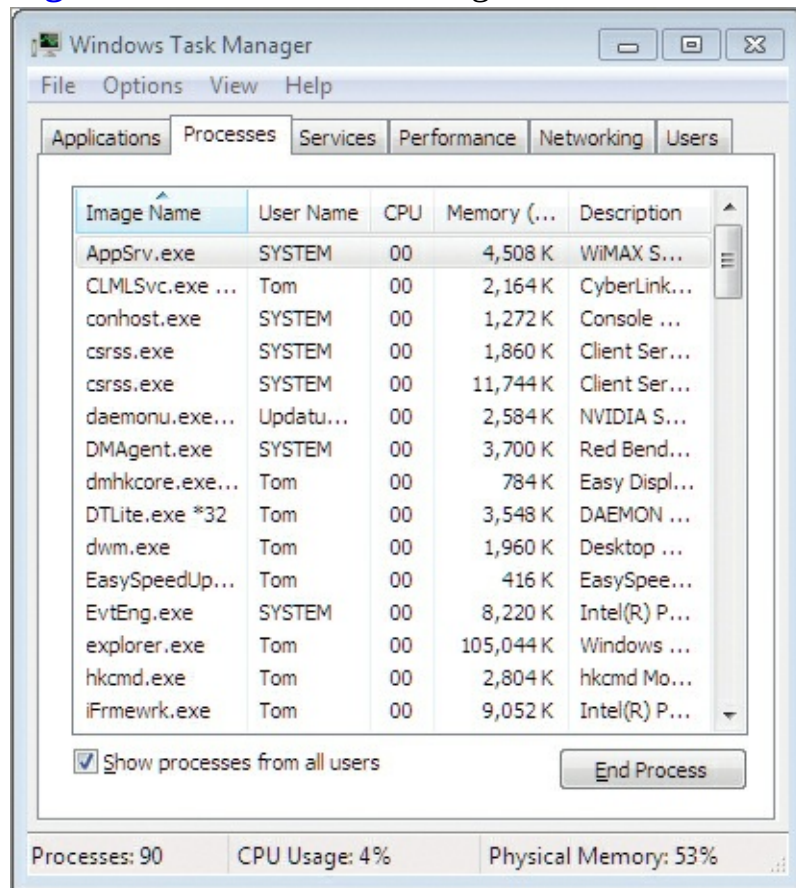 Windows Task Manager
File Options View Help
Applications Processes Services Performance Networking Users
Image Name User Name CPU Memory (... Description
AppSrv.exe SYSTEM 00 4,508 K WiMAX S...
CLMLSvc.exe ... Tom 00 2,164 K CyberLink...
conhost.exe SYSTEM 00 1,272 K Console ...
csrss.exe SYSTEM 00 1,860 K Client Ser...
csrss.exe SYSTEM 00 11,744 K Client Ser...
daemonu.exe... Updatu... 00 2,584 K NVIDIA S...
DMAgent.exe SYSTEM 00 3,700 K Red Bend...
dmhkcore.exe... Tom 00 784 K Easy Displ...
DTLite.exe *32 Tom 00 3,548 K DAEMON ...
dwm.exe Tom 00 1,960 K Desktop ...
EasySpeedUp... Tom 00 416 K EasySpee...
EvtEng.exe SYSTEM 00 8,220 K Intel(R) P...
explorer.exe Tom 00 105,044 K Windows ...
hkcmd.exe Tom 00 2,804 K hkcmd Mo...
iFrmewrk.exe Tom 00 9,052 K Intel(R) P...
Show processes from all users End Process
Processes: 90 CPU Usage: 4% Physical Memory: 53%